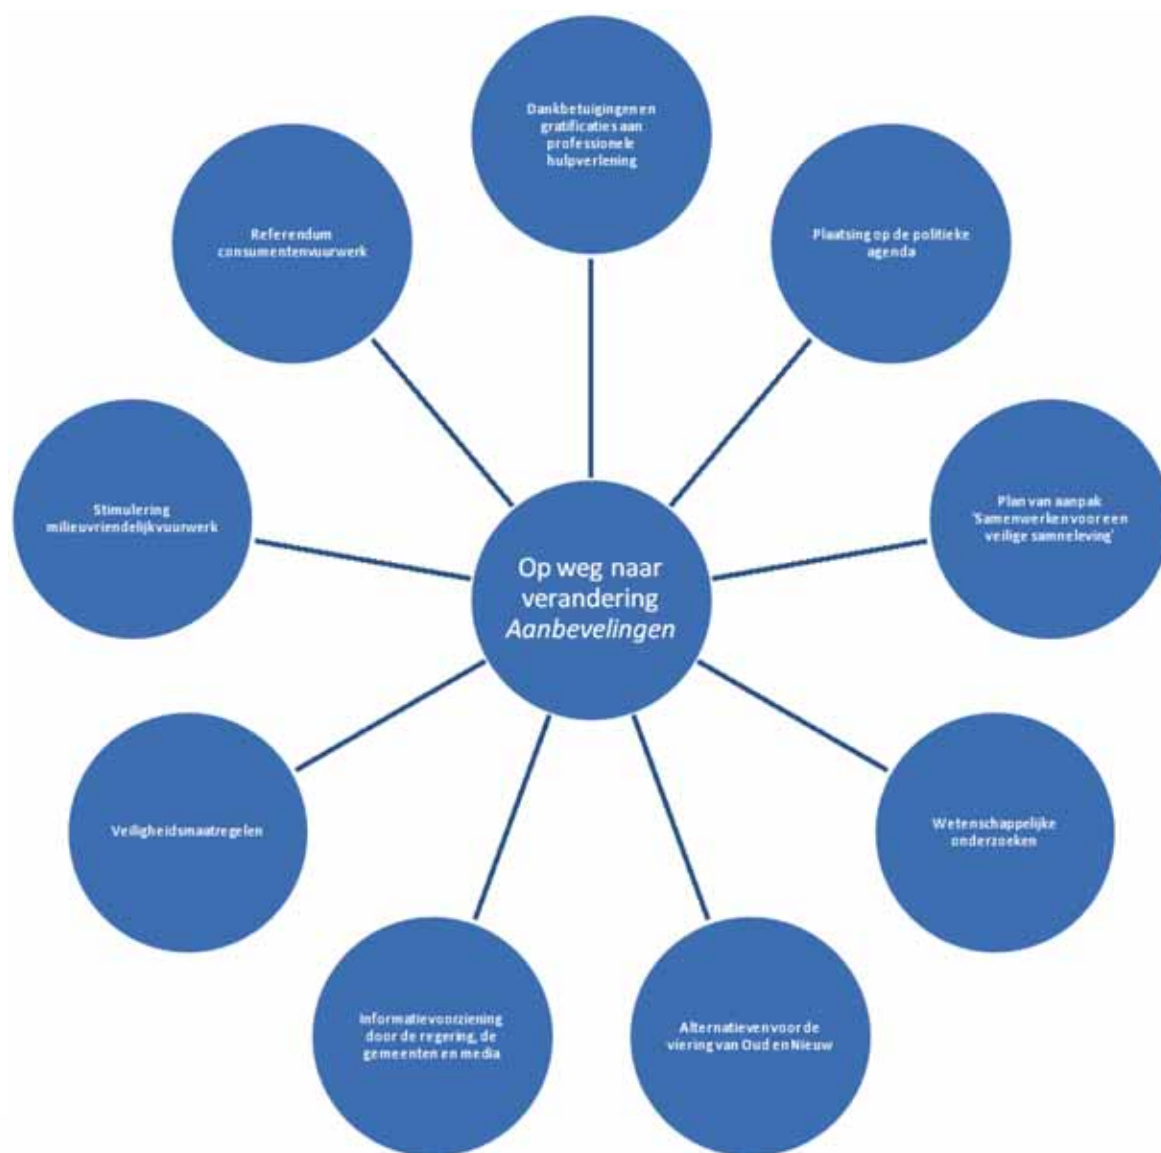 Dankbetuigingen en
gratificaties aan
professionele
hulpverlening
Plaatsing op de politieke
agenda
Plan van aanpak
'Samenwerken voor een
veilige samneleving'
Wetenschappelijke
onderzoeken
Alternatieven voor de
viering van Oud en Nieuw
Informatievoorziening
door de regering, de
gemeenten en media
Veiligheidsmaatregelen
Stimulering
milieuvriendelijk vuurwerk
Referendum
consumentenvuurwerk
Op weg naar
verandering
Aanbevelingen